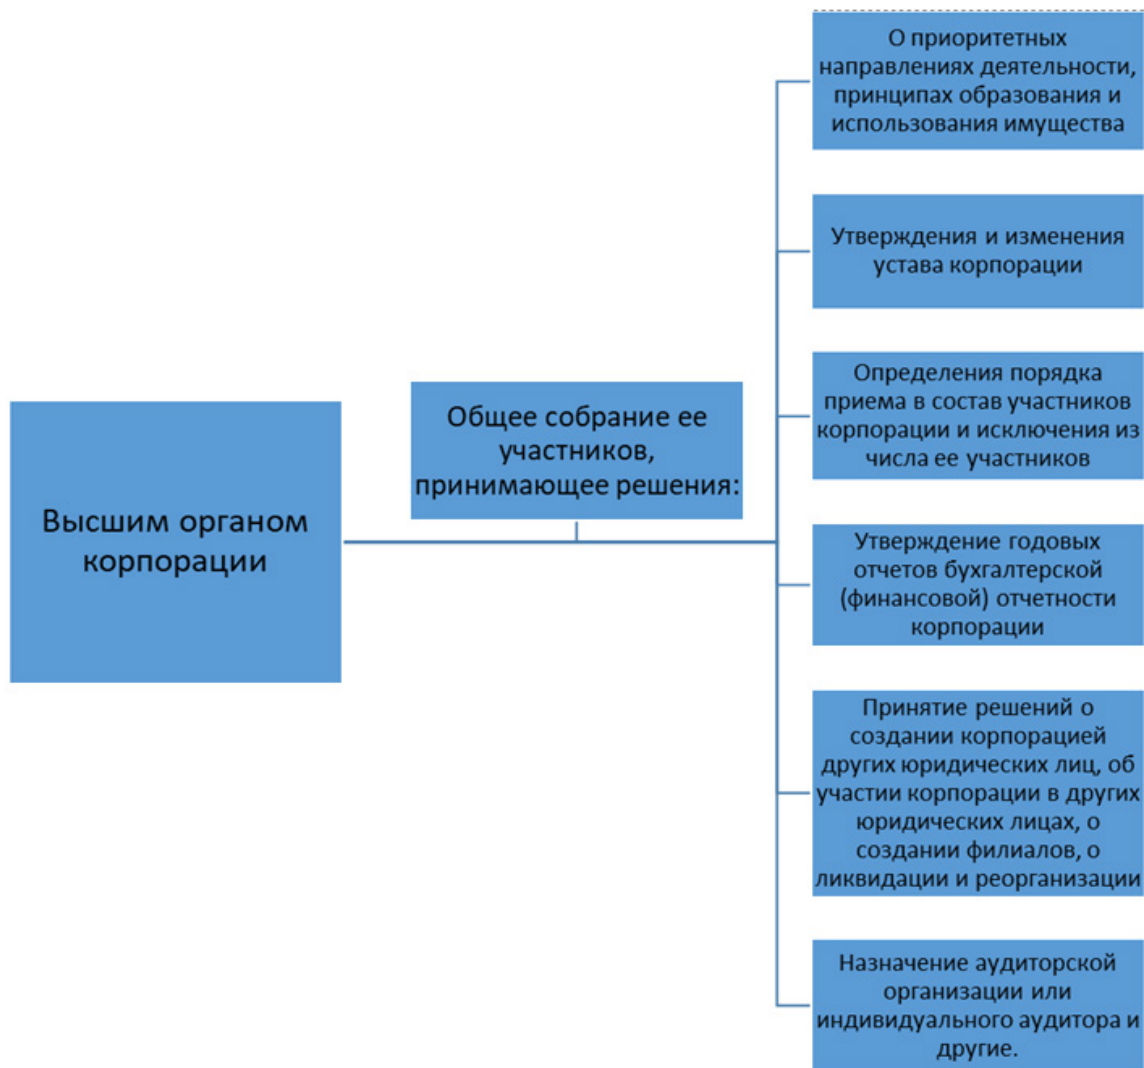 Высшим органом
корпорации
Общее собрание ее
участников,
принимающее решения:
О приоритетных
направлениях деятельности,
принципах образования и
использования имущества
Утверждения и изменения
устава корпорации
Определения порядка
приема в состав участников
корпорации и исключения из
числа ее участников
Утверждение годовых
отчетов бухгалтерской
(финансовой) отчетности
корпорации
Принятие решений о
создании корпорацией
других юридических лиц, об
участии корпорации в других
юридических лицах, о
создании филиалов, о
ликвидации и реорганизации
Назначение аудиторской
организации или
индивидуального аудитора и
другие.